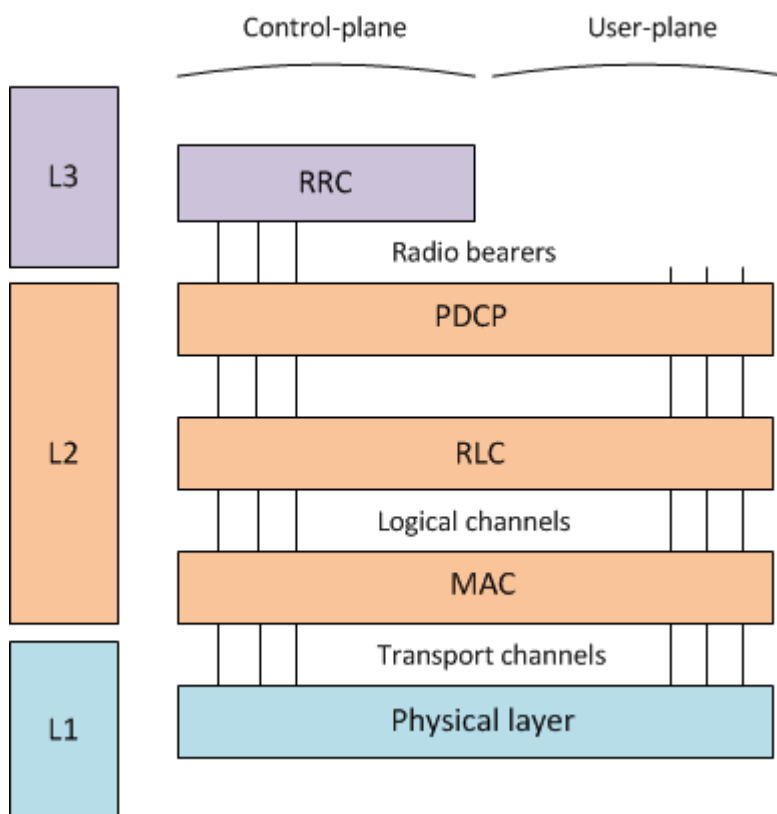 Control-plane
User-plane
L3
RRC
Radio bearers
PDCP
L2
RLC
Logical channels
MAC
Transport channels
L1
Physical layer